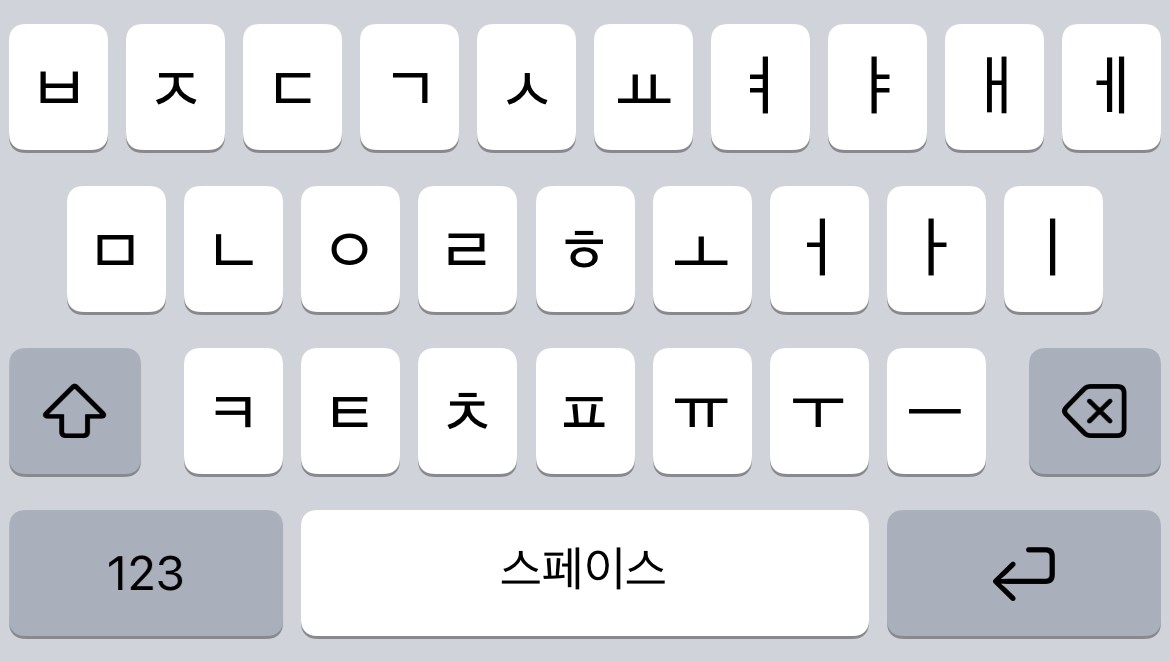 ㅂ ㅈ ㄷ ㄱ ㅅ ㅛ ㅕ ㅑ ㅐ ㅔ
ㅁ ㄴ ㅇ ㄹ ㅎ ㅗ ㅓ ㅏ ㅣ
ㅋ ㅌ ㅊ ㅍ ㅠ ㅜ ㅡ
123 스페이스